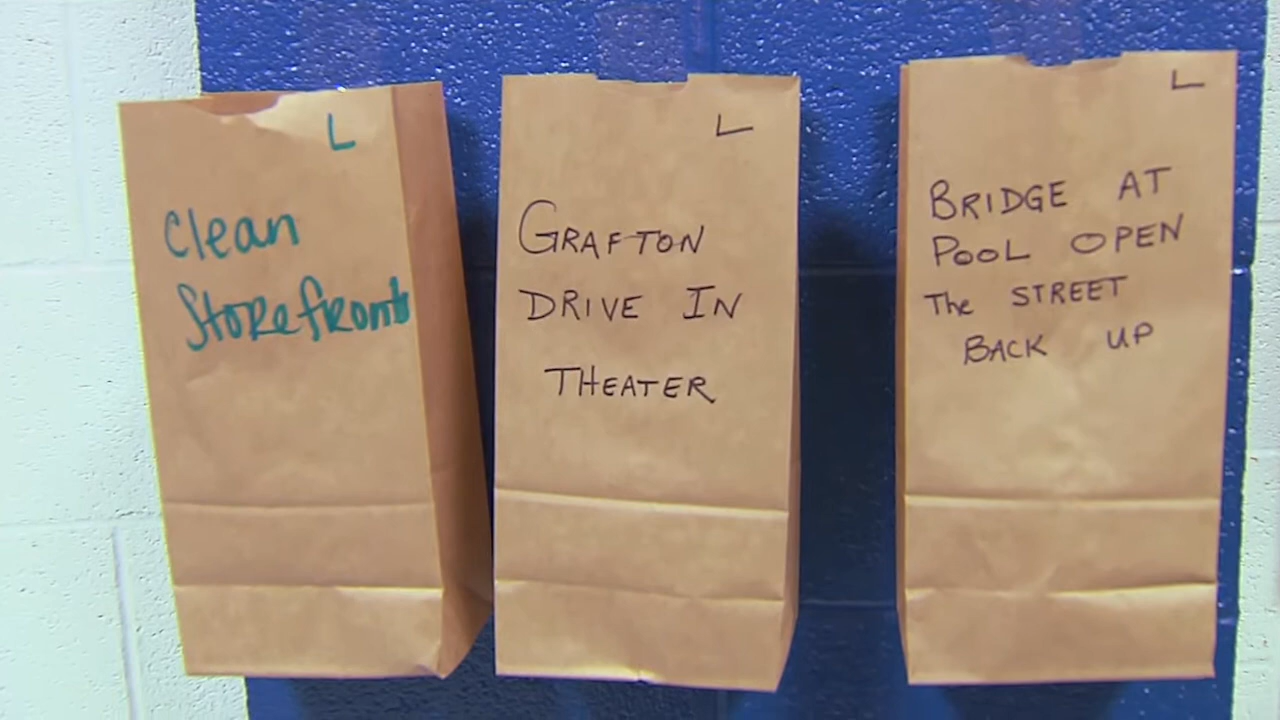 L
Clean
Storefronts
L
GRAFTON
DRIVE IN
THEATER
L
BRIDGE AT
POOL OPEN
The STREET
BACK UP